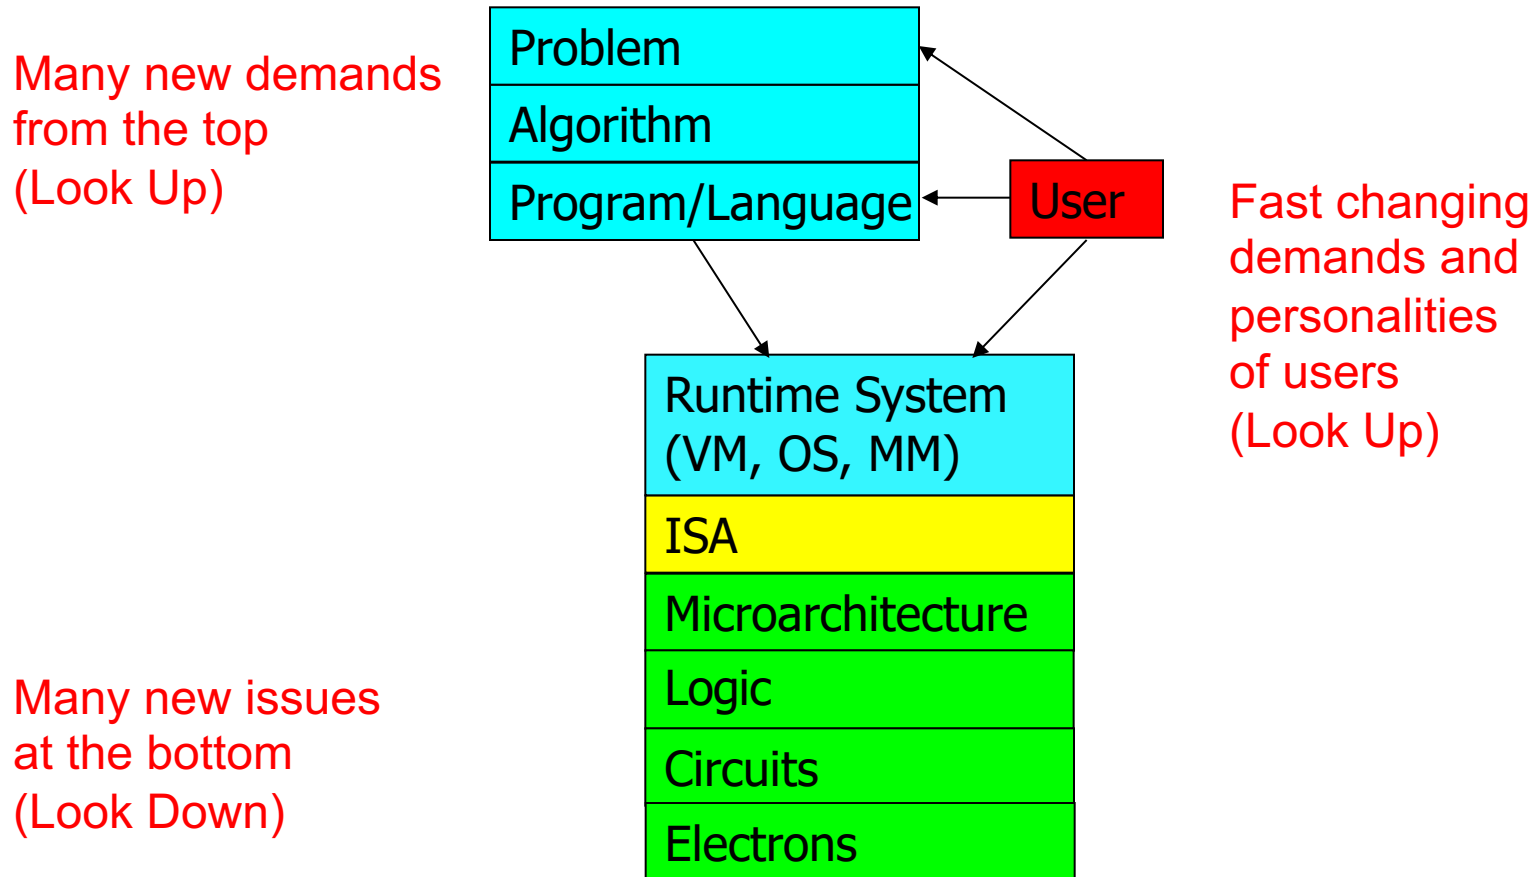 Many new demands
from the top
(Look Up)
Problem
Algorithm
Program/Language
User
Fast changing
demands and
personalities
of users
(Look Up)
Runtime System
(VM, OS, MM)
ISA
Microarchitecture
Logic
Circuits
Electrons
Many new issues
at the bottom
(Look Down)